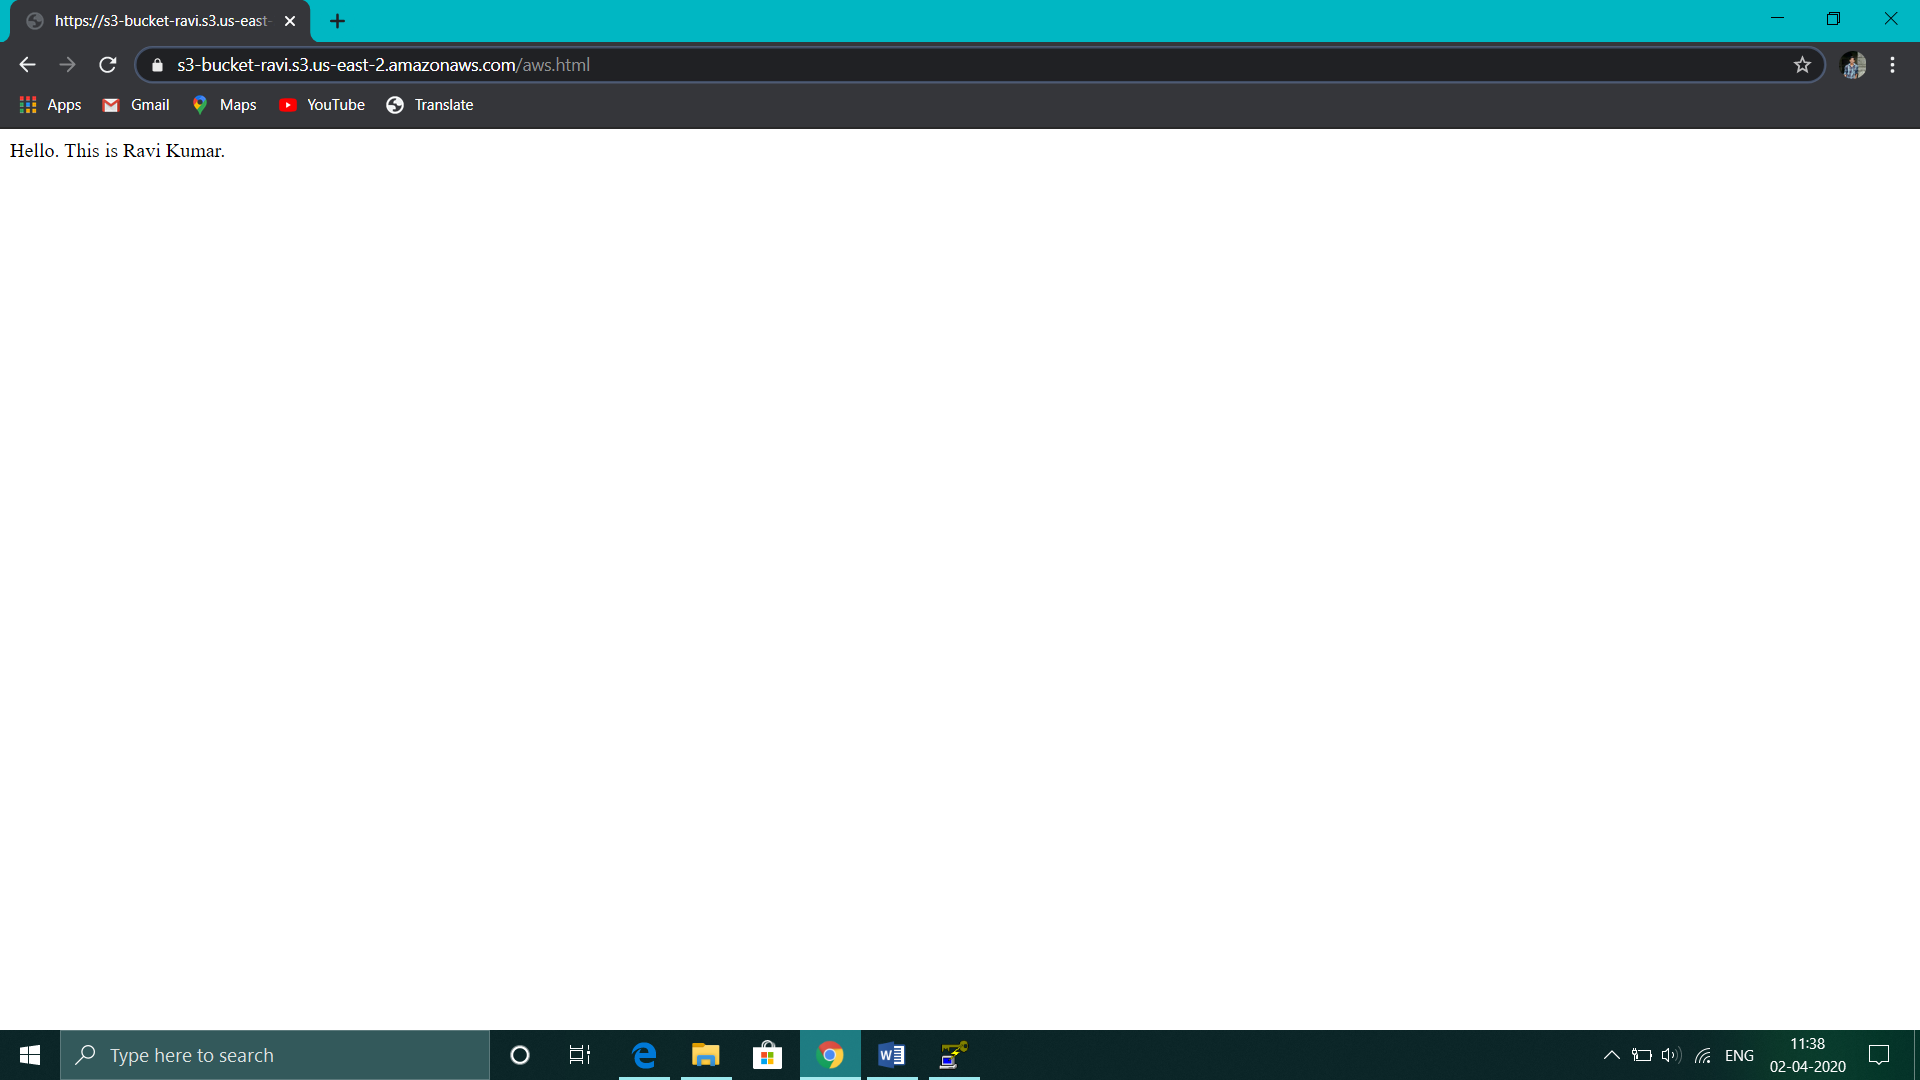 https://s3-bucket-ravi.s3.us-east-
s3-bucket-ravi.s3.us-east-2.amazonaws.com/aws.html
Apps Gmail Maps YouTube Translate
Hello. This is Ravi Kumar.
Type here to search
W
ENG
11:38
02-04-2020